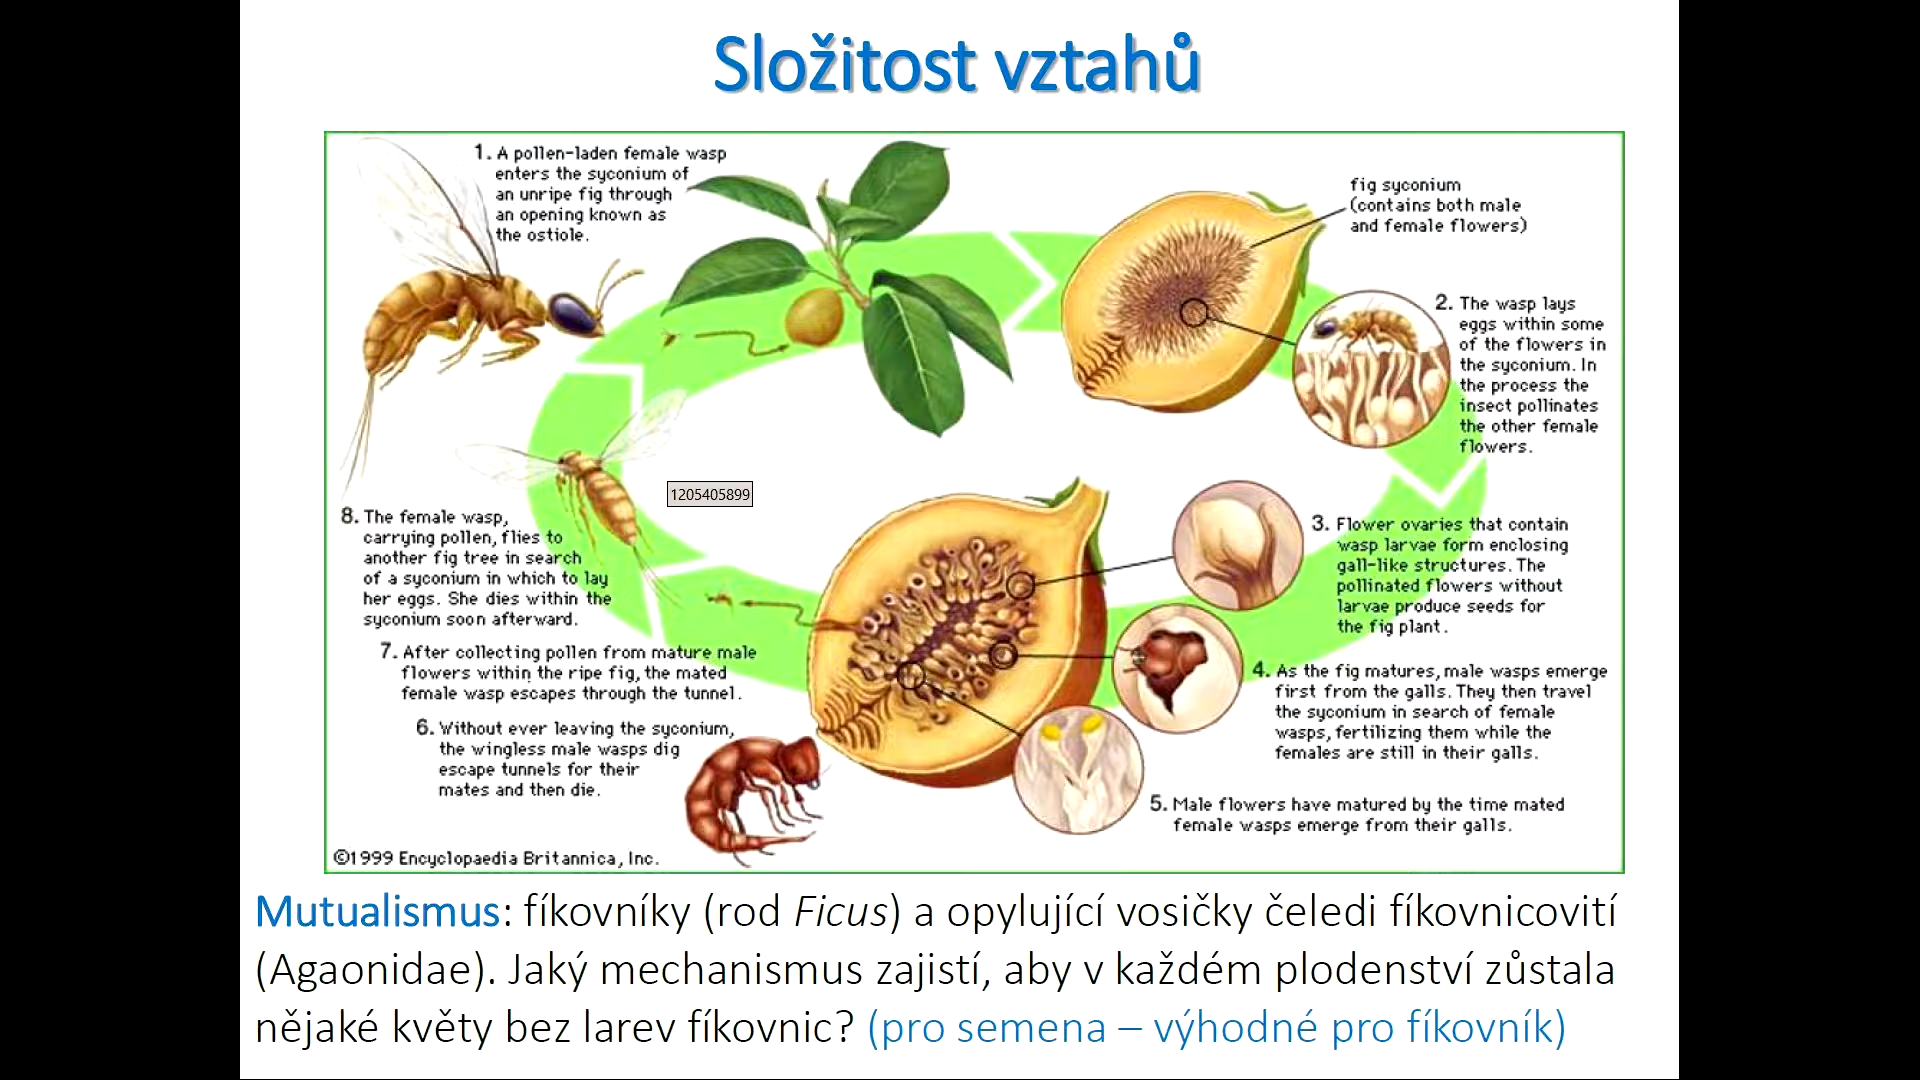 Složitost vztahů
1. A pollen-laden female wasp
enters the syconium of
an unripe fig through
an opening known as
the ostiole.
fig syconium
(contains both male
and female flowers)
2. The wasp lays
eggs within some
of the flowers in
the syconium. In
the process the
insect pollinates
the other female
flowers.
3. Flower ovaries that contain
wasp larvae form enclosing
gall-like structures. The
pollinated flowers without
larvae produce seeds for
the fig plant.
4. As the fig matures, male wasps emerge
first from the galls. They then travel
the syconium in search of female
wasps, fertilizing them while the
females are still in their galls.
5. Male flowers have matured by the time mated
female wasps emerge from their galls.
6. Without ever leaving the syconium,
the wingless male wasps dig
escape tunnels for their
mates and then die.
7. After collecting pollen from mature male
flowers within the ripe fig, the mated
female wasp escapes through the tunnel.
8. The female wasp,
carrying pollen, flies to
another fig tree in search
of a syconium in which to lay
her eggs. She dies within the
syconium soon afterward.
1205405899
©1999 Encyclopaedia Britannica, Inc.
Mutualismus: fíkovníky (rod Ficus) a opylující vosičky čeledi fíkovnicovití
(Agaonidae). Jaký mechanismus zajistí, aby v každém plodenství zůstala
nějaké květy bez larev fíkovnic? (pro semena – výhodné pro fíkovník)